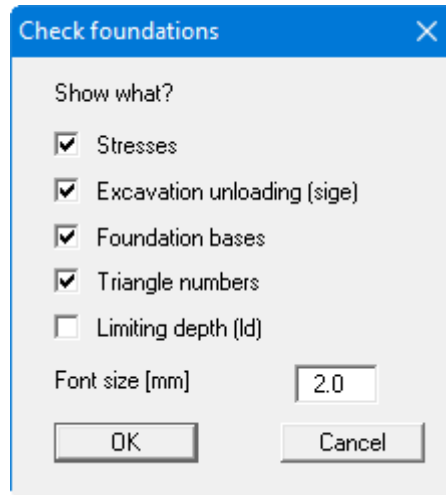 Check foundations
Show what?
Stresses
Excavation unloading (sige)
Foundation bases
Triangle numbers
Limiting depth (ld)
Font size [mm] 2.0
OK Cancel